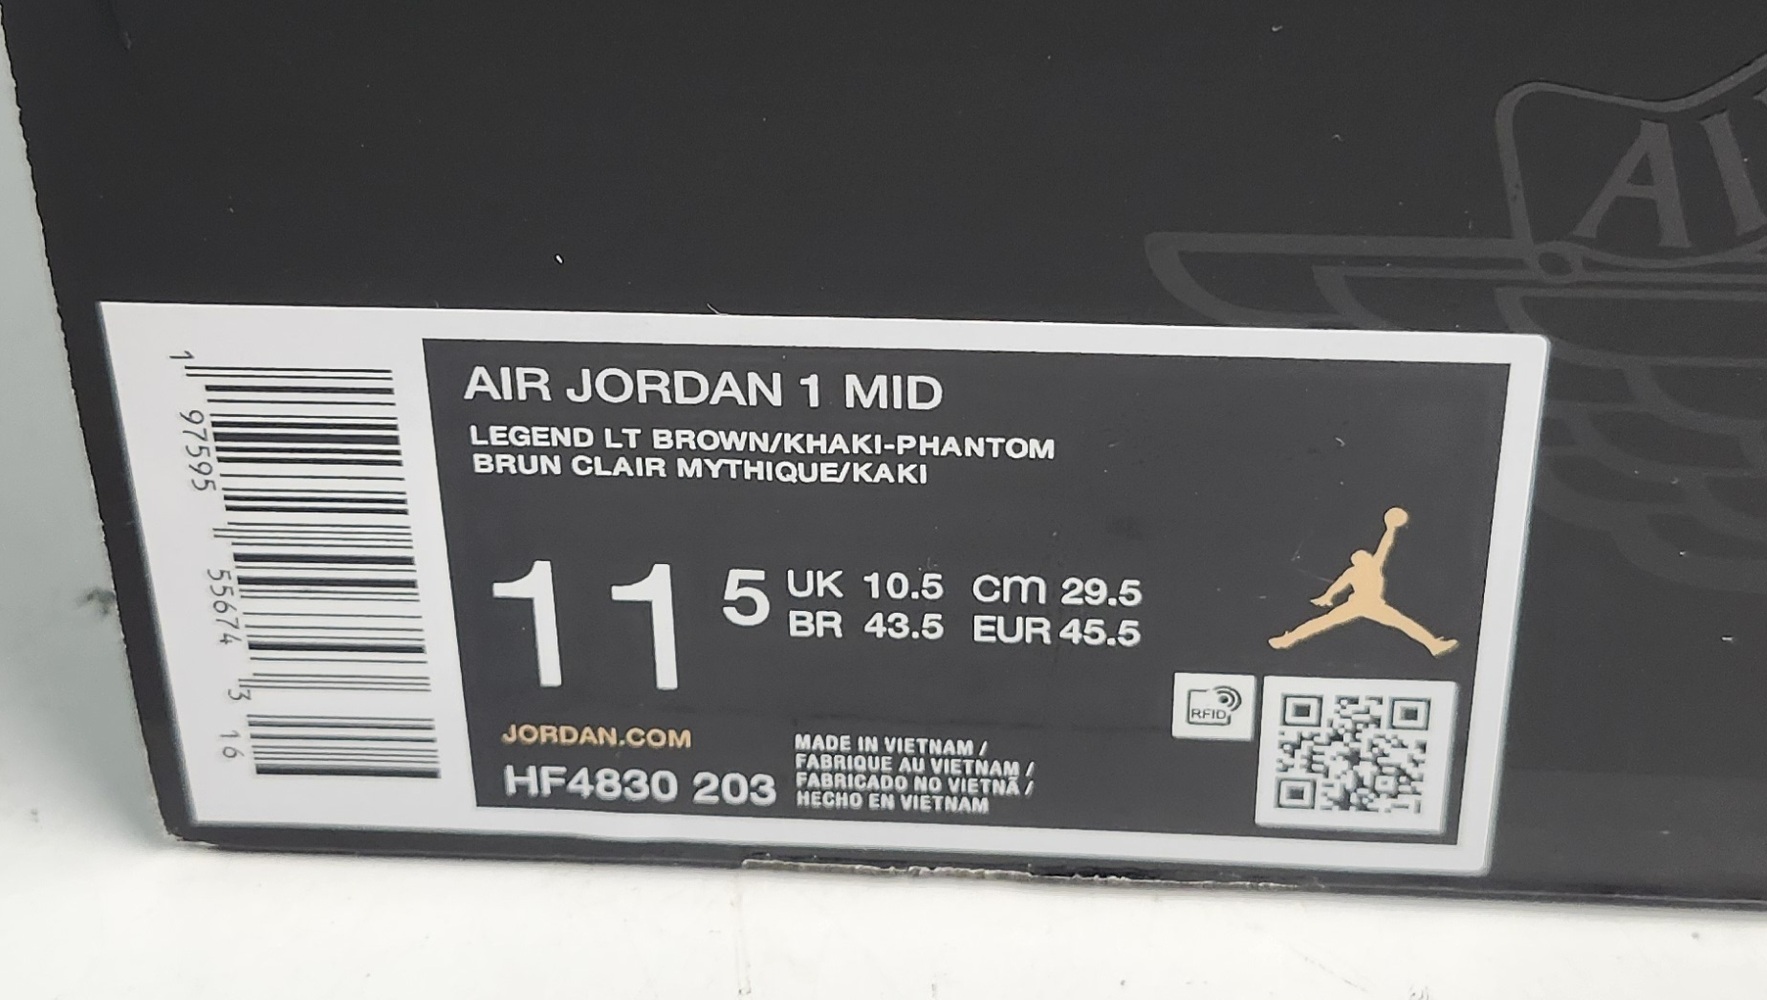 AI
AIR JORDAN 1 MID
LEGEND LT BROWN/KHAKI-PHANTOM
BRUN CLAIR MYTHIQUE/KAKI
11 5
UK 10.5 CM 29.5
BR 43.5 EUR 45.5
RFID
JORDAN.COM
HF4830 203
MADE IN VIETNAM /
FABRIQUE AU VIETNAM /
FABRICADO NO VIETNÃ /
HECHO EN VIETNAM
1 97595 55674 3 16